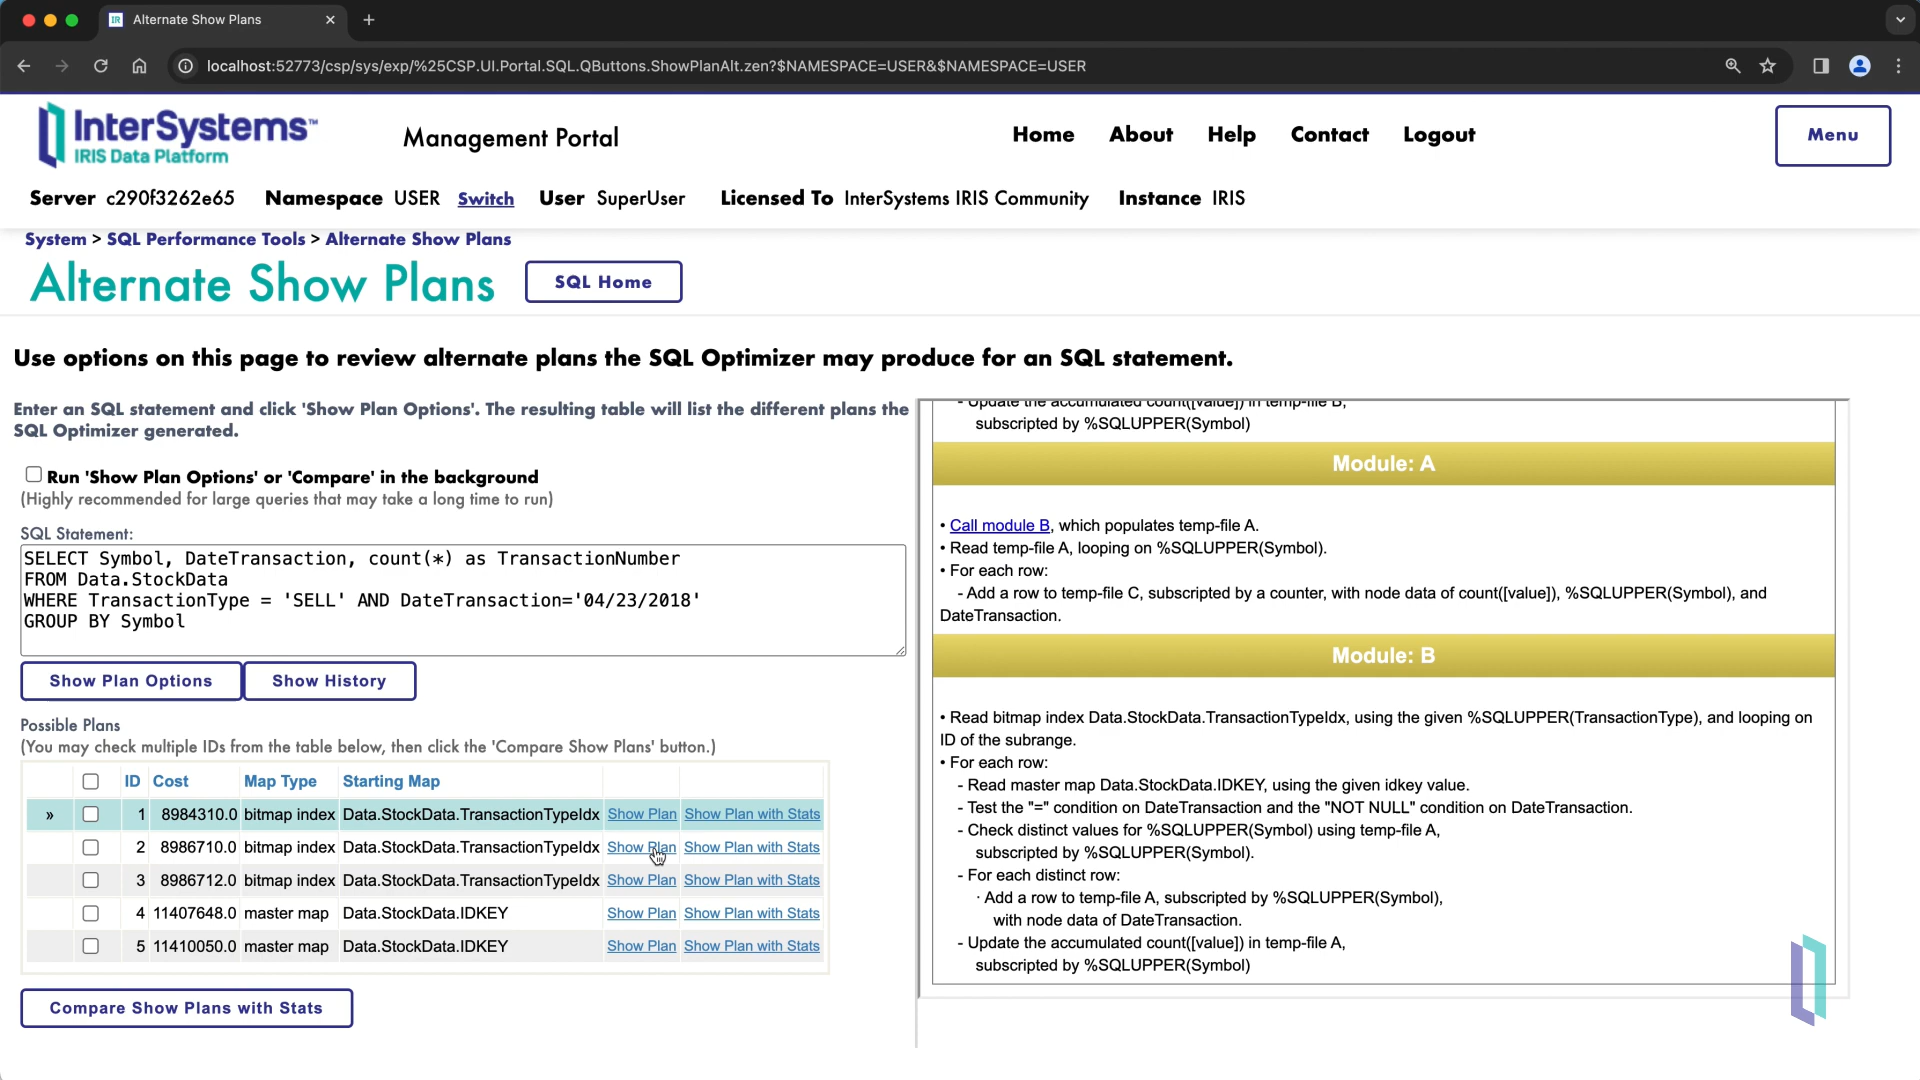 Alternate Show Plans
localhost:52773/csp/sys/exp/%25CSP.UI.Portal.SQL.QButtons.ShowPlanAlt.zen?$NAMESPACE=USER&$NAMESPACE=USER
InterSystems™
IRIS Data Platform
Management Portal
Home About Help Contact Logout
Menu
Server c290f3262e65 Namespace USER Switch User SuperUser Licensed To InterSystems IRIS Community Instance IRIS
System > SQL Performance Tools > Alternate Show Plans
Alternate Show Plans
SQL Home
Use options on this page to review alternate plans the SQL Optimizer may produce for an SQL statement.
Enter an SQL statement and click 'Show Plan Options'. The resulting table will list the different plans the
SQL Optimizer generated.
Run 'Show Plan Options' or 'Compare' in the background
(Highly recommended for large queries that may take a long time to run)
SQL Statement:
SELECT Symbol, DateTransaction, count(*) as TransactionNumber
FROM Data.StockData
WHERE TransactionType = 'SELL' AND DateTransaction='04/23/2018'
GROUP BY Symbol
Show Plan Options
Show History
Possible Plans
(You may check multiple IDs from the table below, then click the 'Compare Show Plans' button.)
ID Cost Map Type Starting Map
» 1 8984310.0 bitmap index Data.StockData.TransactionTypeIdx Show Plan Show Plan with Stats
2 8986710.0 bitmap index Data.StockData.TransactionTypeIdx Show Plan Show Plan with Stats
3 8986712.0 bitmap index Data.StockData.TransactionTypeIdx Show Plan Show Plan with Stats
4 11407648.0 master map Data.StockData.IDKEY Show Plan Show Plan with Stats
5 11410050.0 master map Data.StockData.IDKEY Show Plan Show Plan with Stats
Compare Show Plans with Stats
- Update the accumulated count([value]) in temp-file B,
subscripted by %SQLUPPER(Symbol)
Module: A
• Call module B, which populates temp-file A.
• Read temp-file A, looping on %SQLUPPER(Symbol).
• For each row:
- Add a row to temp-file C, subscripted by a counter, with node data of count([value]), %SQLUPPER(Symbol), and
DateTransaction.
Module: B
• Read bitmap index Data.StockData.TransactionTypeIdx, using the given %SQLUPPER(TransactionType), and looping on
ID of the subrange.
• For each row:
- Read master map Data.StockData.IDKEY, using the given idkey value.
- Test the "=" condition on DateTransaction and the "NOT NULL" condition on DateTransaction.
- Check distinct values for %SQLUPPER(Symbol) using temp-file A,
subscripted by %SQLUPPER(Symbol).
- For each distinct row:
· Add a row to temp-file A, subscripted by %SQLUPPER(Symbol),
with node data of DateTransaction.
- Update the accumulated count([value]) in temp-file A,
subscripted by %SQLUPPER(Symbol)